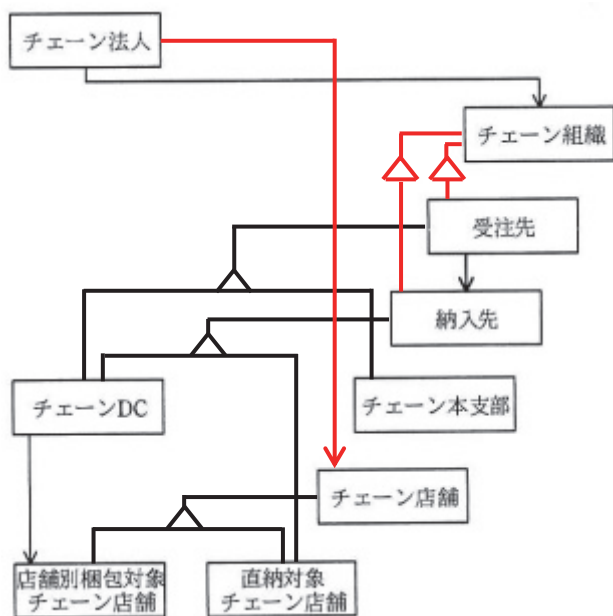 チェーン法人
チェーン組織
受注先
納入先
チェーンDC
チェーン本支部
チェーン店舗
店舗別梱包対象
チェーン店舗
直納対象
チェーン店舗